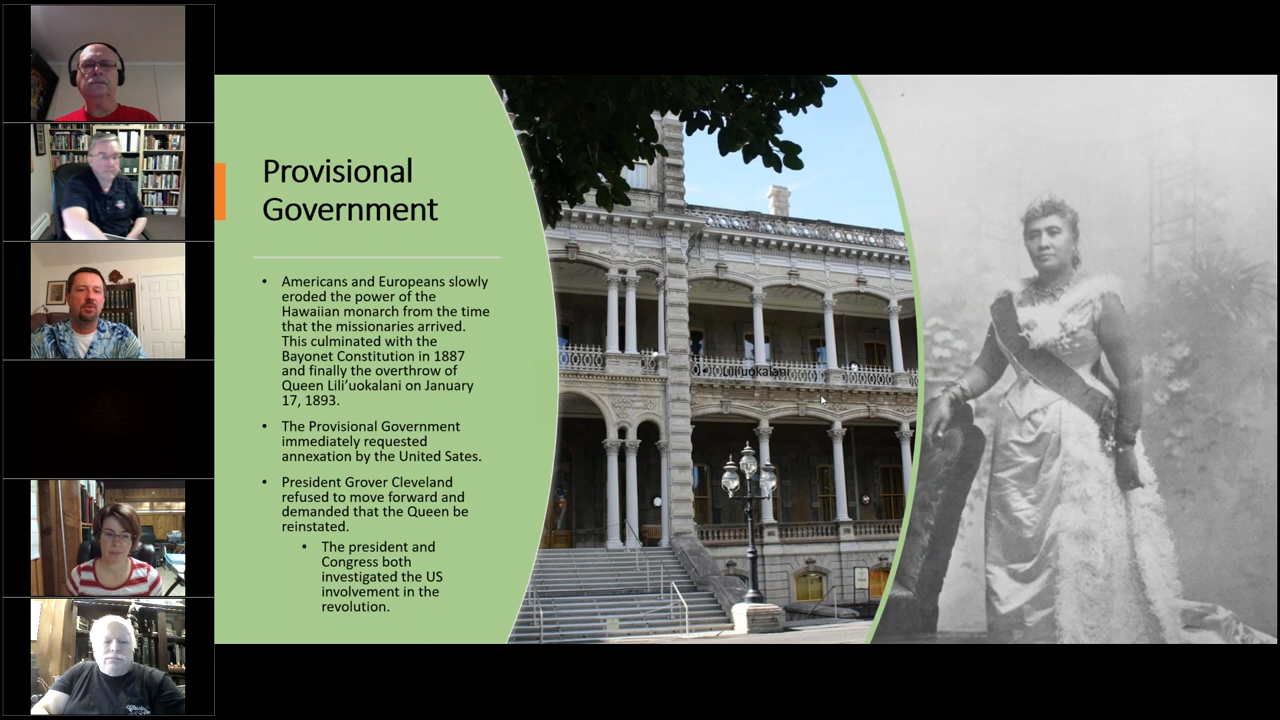 Provisional
Government
• Americans and Europeans slowly
eroded the power of the
Hawaiian monarch from the time
that the missionaries arrived.
This culminated with the
Bayonet Constitution in 1887
and finally the overthrow of
Queen Lili’uokalani on January
17, 1893.
• The Provisional Government
immediately requested
annexation by the United Sates.
• President Grover Cleveland
refused to move forward and
demanded that the Queen be
reinstated.
• The president and
Congress both
investigated the US
involvement in the
revolution.
Lili'uokalani